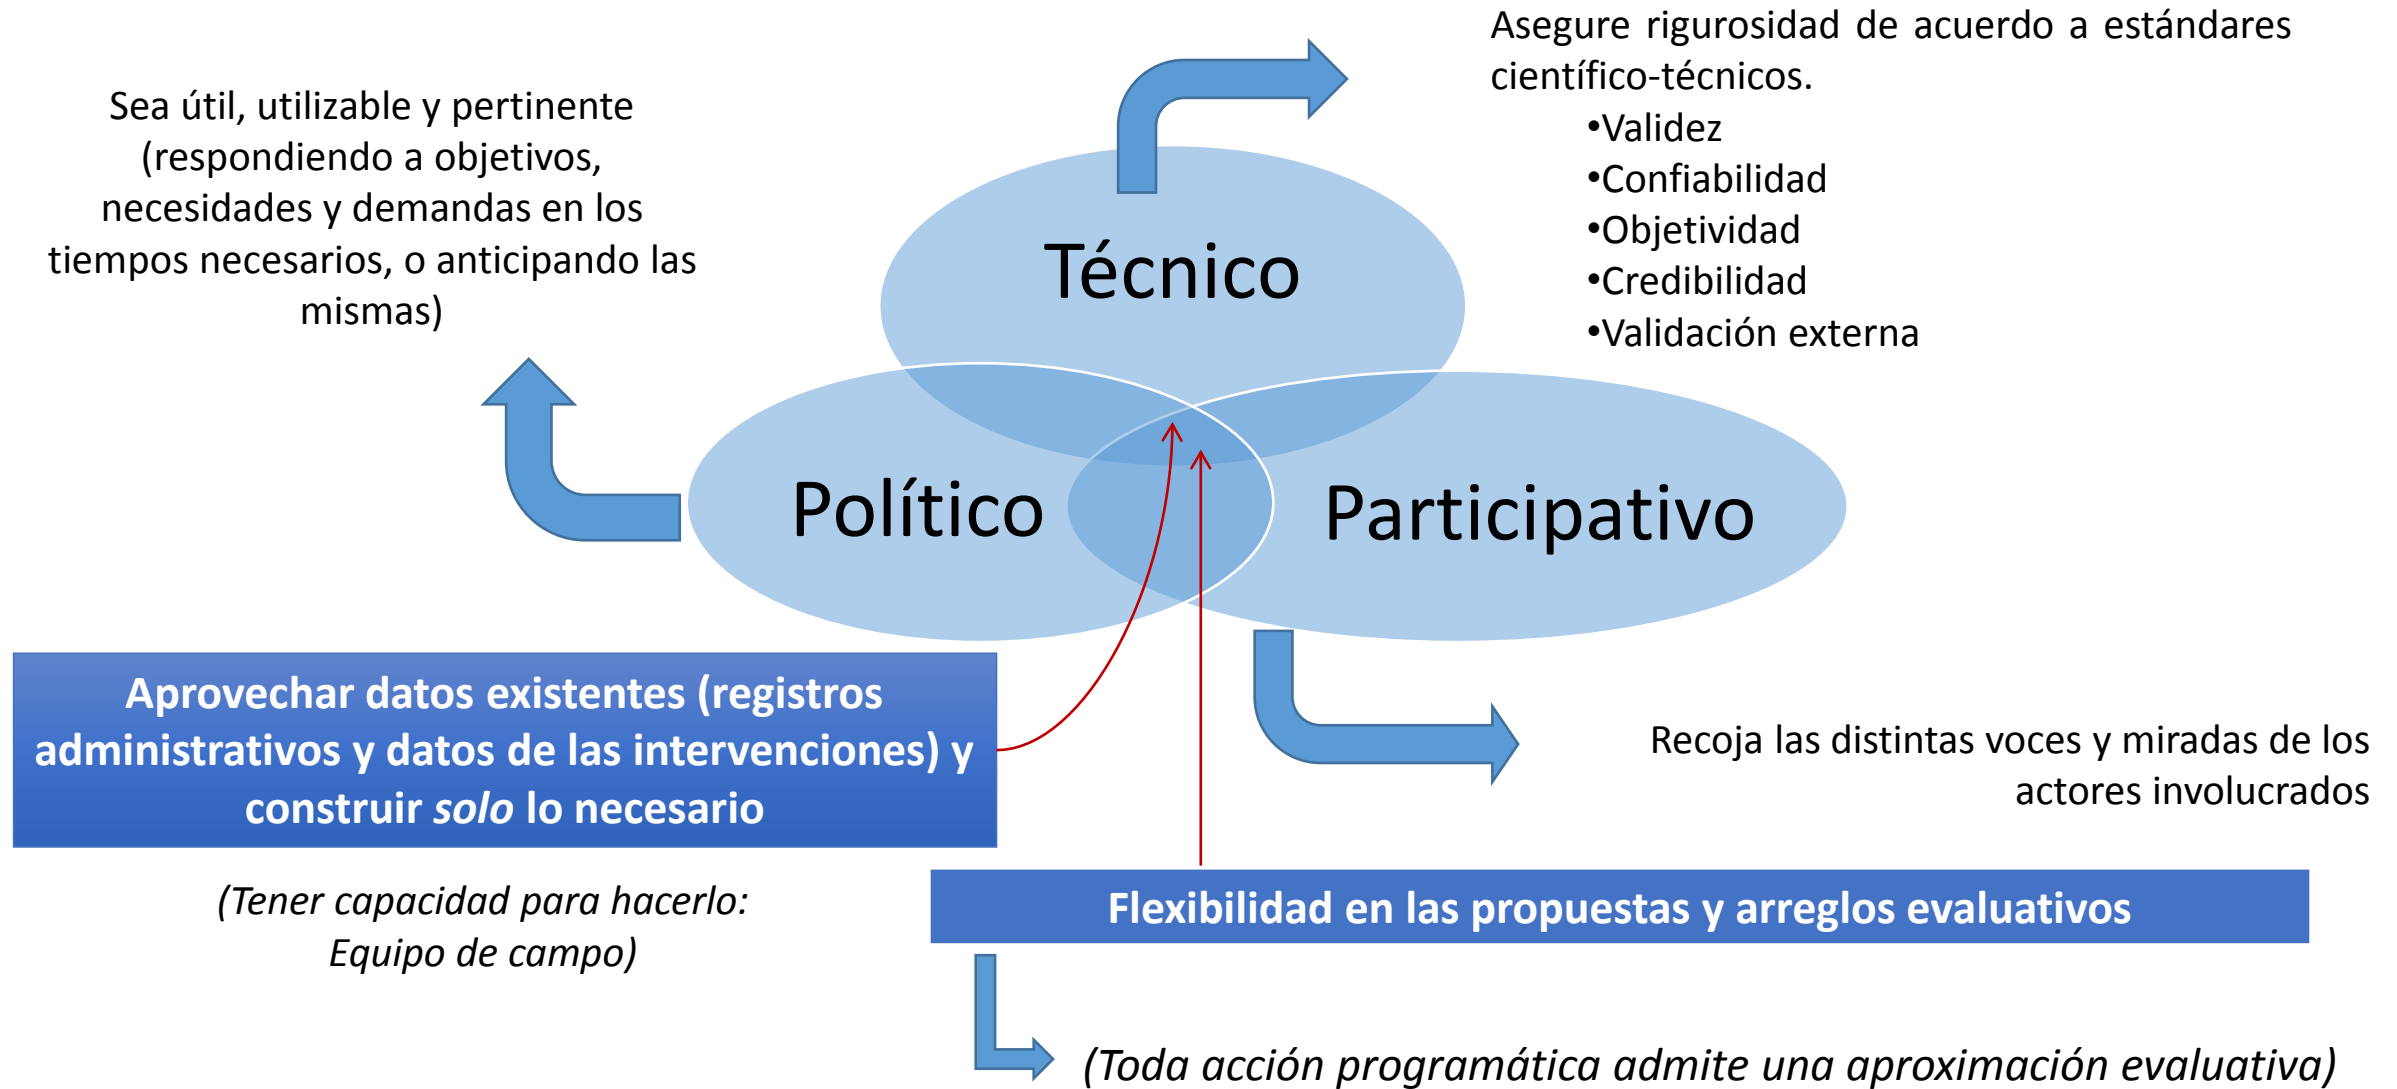 Asegure rigurosidad de acuerdo a estándares
científico-técnicos.
•Validez
•Confiabilidad
•Objetividad
•Credibilidad
•Validación externa
Sea útil, utilizable y pertinente
(respondiendo a objetivos,
necesidades y demandas en los
tiempos necesarios, o anticipando las
mismas)
Técnico
Político
Participativo
Aprovechar datos existentes (registros
administrativos y datos de las intervenciones) y
construir solo lo necesario
Recoja las distintas voces y miradas de los
actores involucrados
(Tener capacidad para hacerlo:
Equipo de campo)
Flexibilidad en las propuestas y arreglos evaluativos
(Toda acción programática admite una aproximación evaluativa)